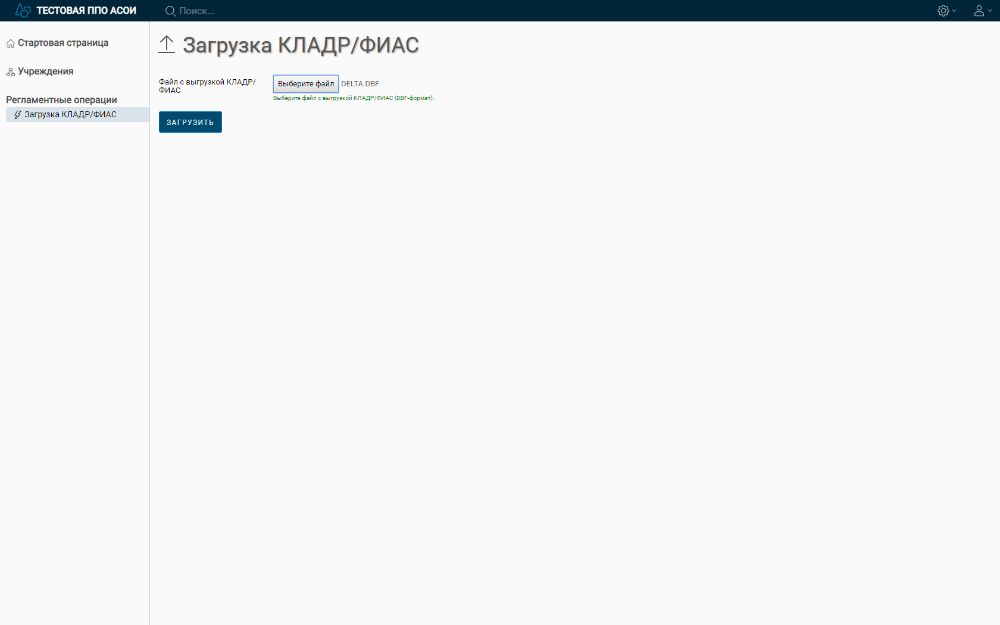 ТЕСТОВАЯ ППО АСОИ
Поиск...
Стартовая страница
Учреждения
Регламентные операции
Загрузка КЛАДР/ФИАС
Загрузка КЛАДР/ФИАС
Файл с выгрузкой КЛАДР/
ФИАС
Выберите файл DELTA.DBF
Выберите файл с выгрузкой КЛАДР/ФИАС (DBF-формат).
ЗАГРУЗИТЬ